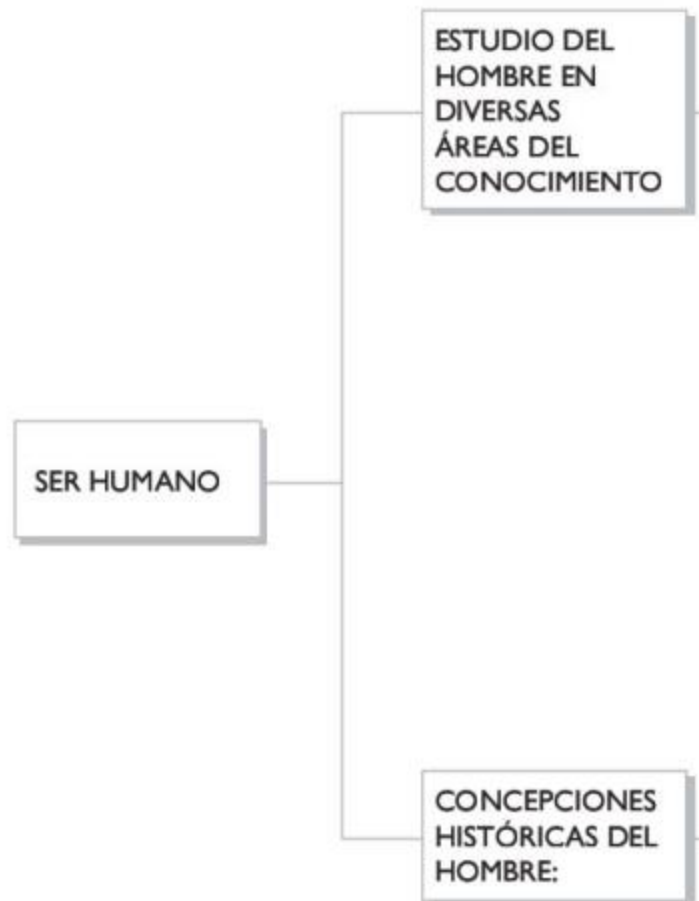 ESTUDIO DEL
HOMBRE EN
DIVERSAS
ÁREAS DEL
CONOCIMIENTO
SER HUMANO
CONCEPCIONES
HISTÓRICAS DEL
HOMBRE: